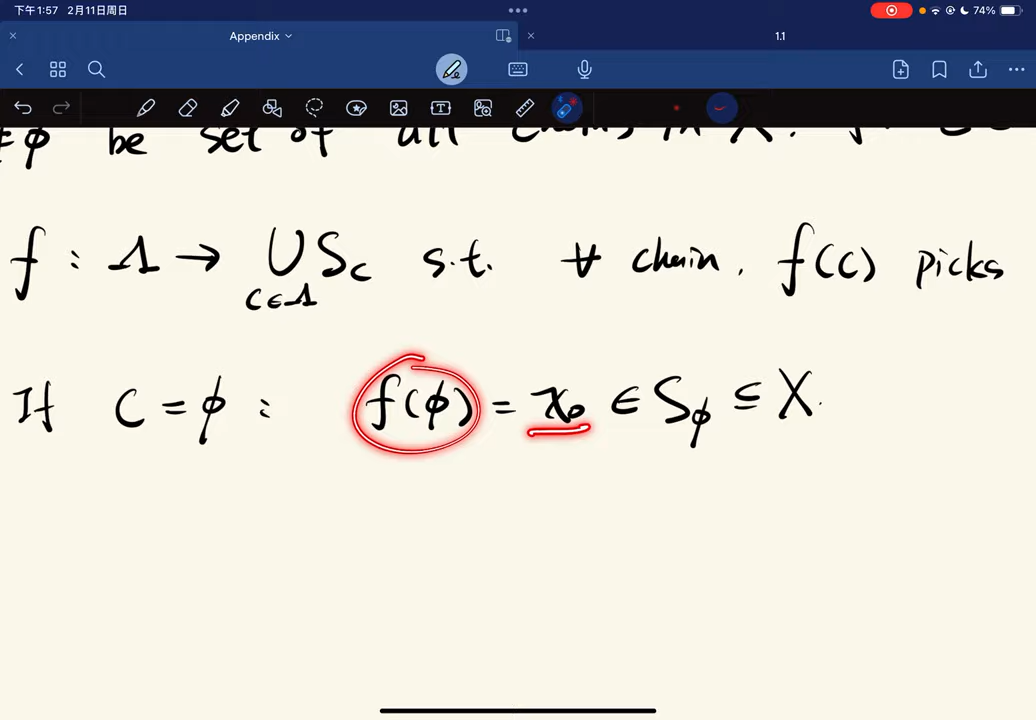 下午1:57 2月11日周日
74%
Appendix
1.1
≠ϕ be set of all chains in X.
f : Λ → ∪ S_C s.t. ∀ chain, f(C) picks
C∈Λ
If C = ϕ : f(ϕ) = x₀ ∈ S_ϕ ⊆ X.